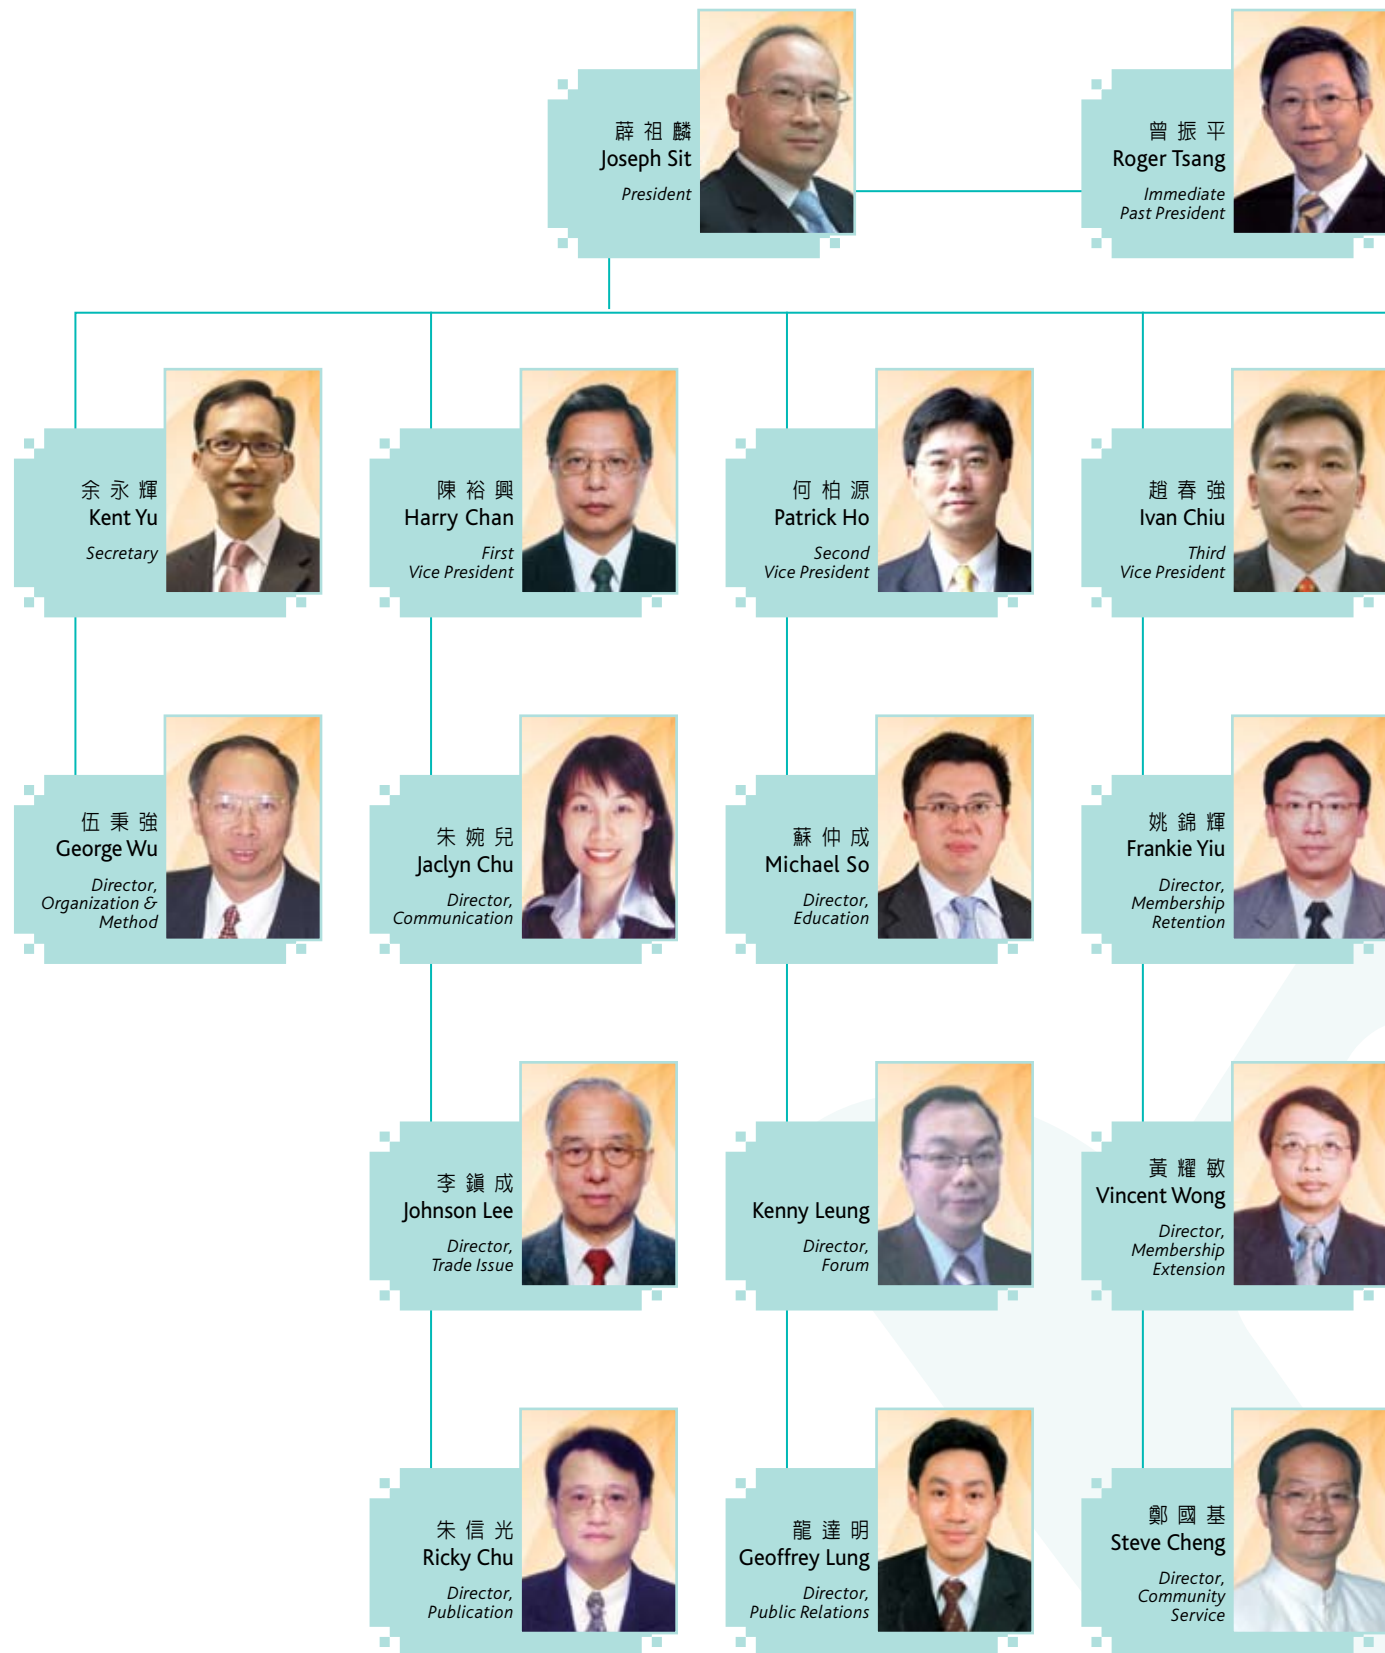 薛祖麟
Joseph Sit
President
曾振平
Roger Tsang
Immediate
Past President
余永輝
Kent Yu
Secretary
陳裕興
Harry Chan
First
Vice President
何柏源
Patrick Ho
Second
Vice President
趙春強
Ivan Chiu
Third
Vice President
伍秉強
George Wu
Director,
Organization &
Method
朱婉兒
Jaclyn Chu
Director,
Communication
蘇仲成
Michael So
Director,
Education
姚錦輝
Frankie Yiu
Director,
Membership
Retention
李鎭成
Johnson Lee
Director,
Trade Issue
Kenny Leung
Director,
Forum
黃耀敏
Vincent Wong
Director,
Membership
Extension
朱信光
Ricky Chu
Director,
Publication
龍達明
Geoffrey Lung
Director,
Public Relations
鄭國基
Steve Cheng
Director,
Community
Service